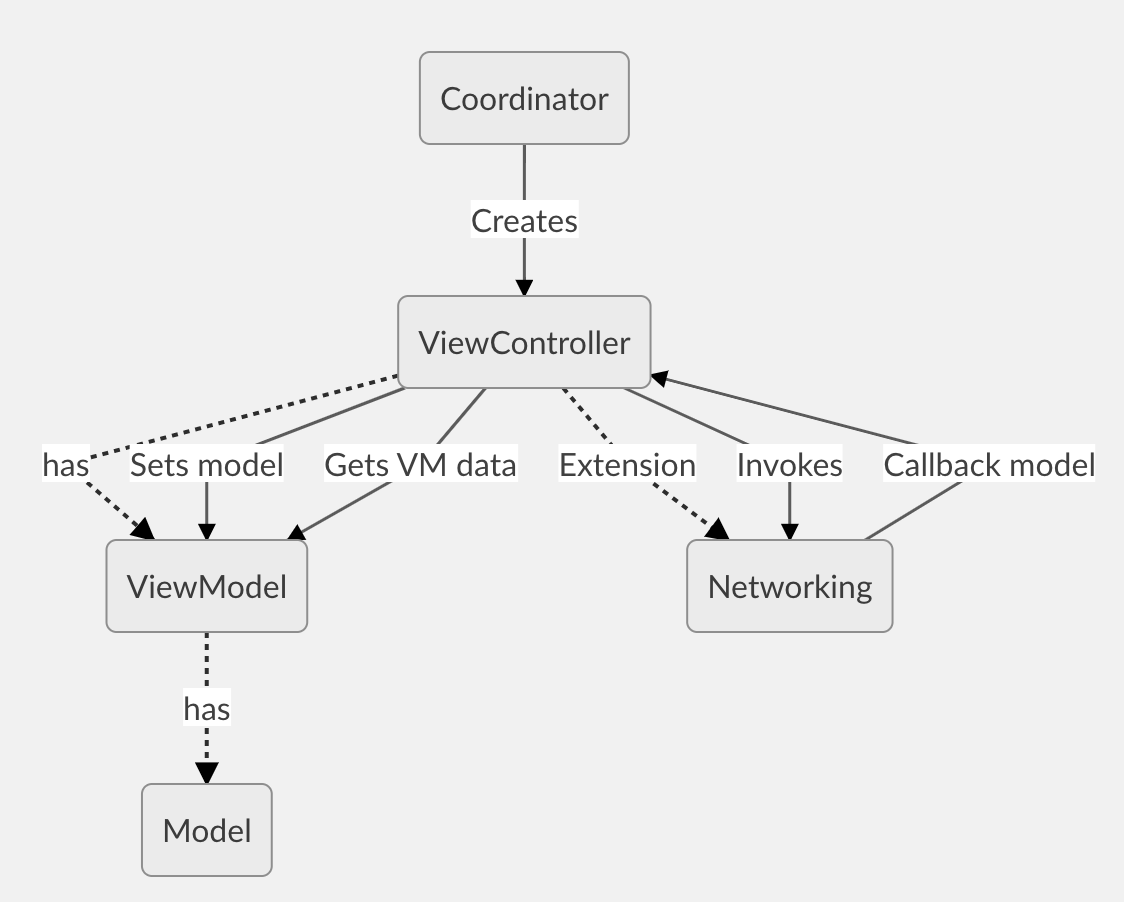 Coordinator
Creates
ViewController
has
Sets model
Gets VM data
Extension
Invokes
Callback model
ViewModel
Networking
has
Model